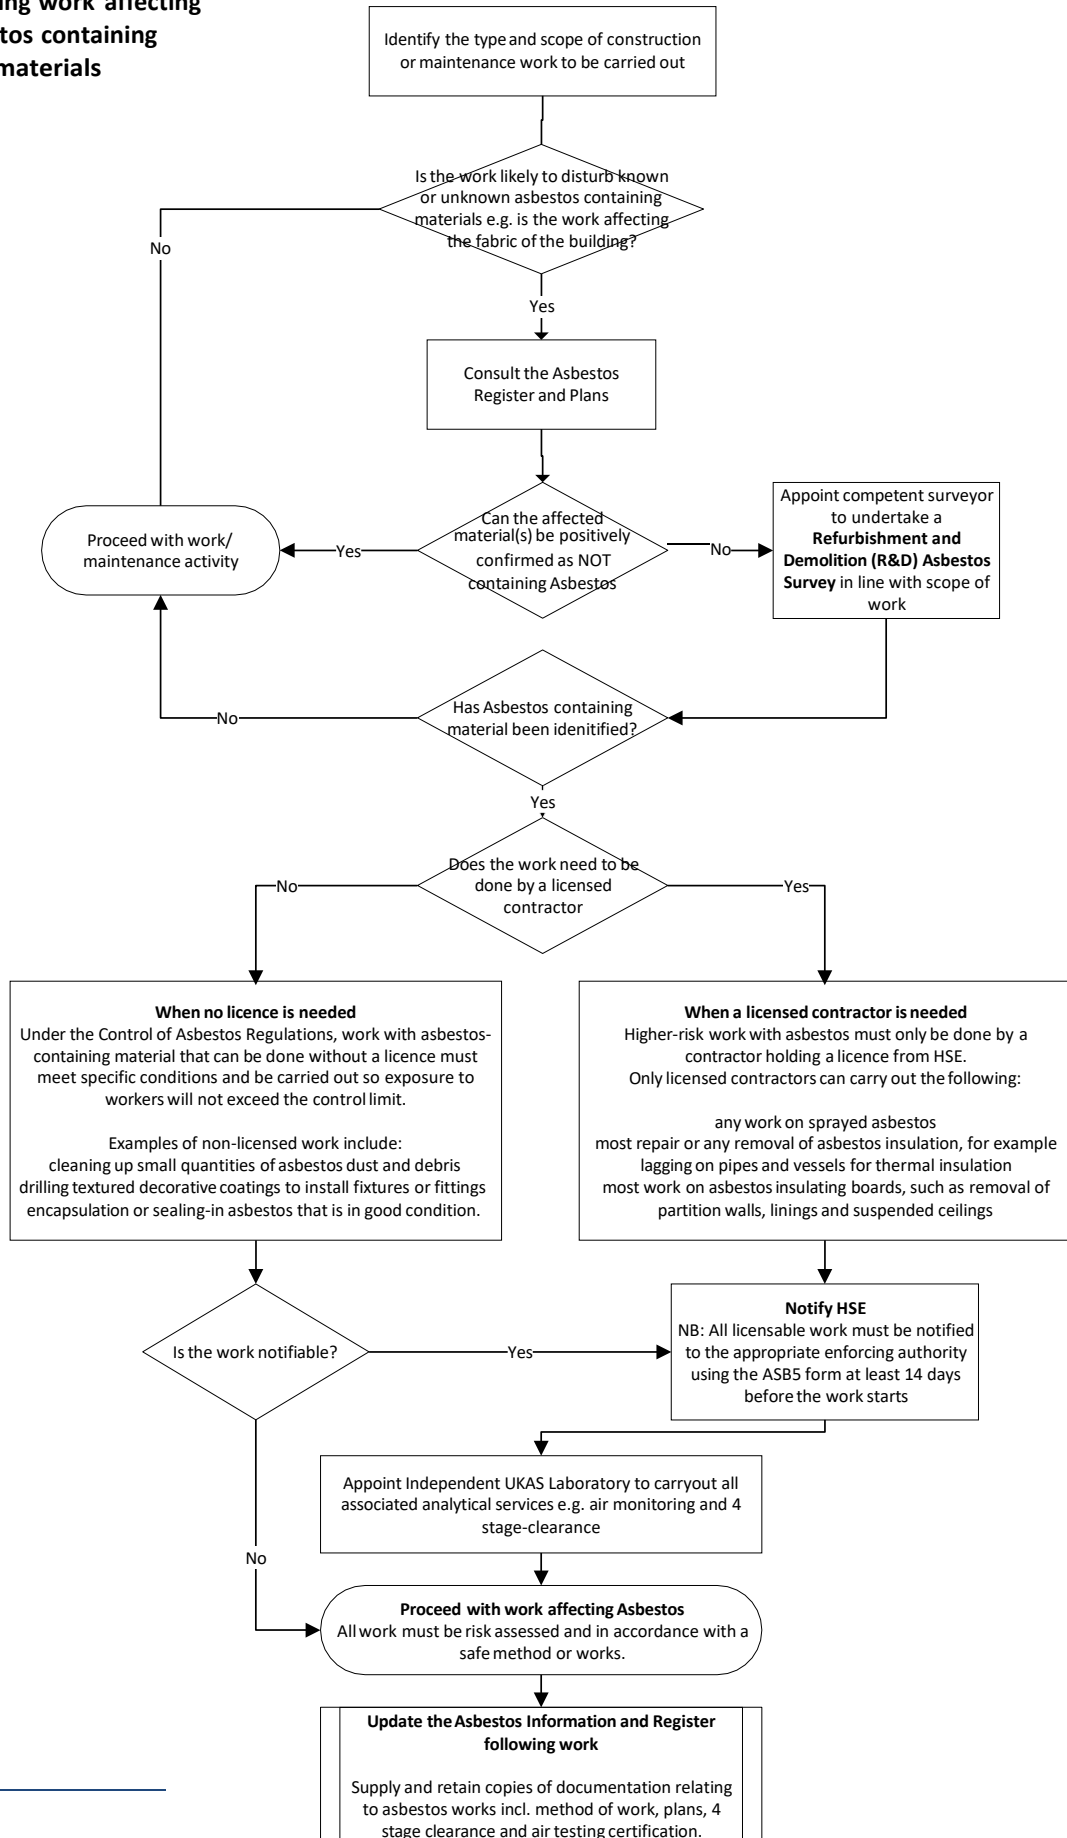 ing work affecting
tos containing
materials
Identify the type and scope of construction
or maintenance work to be carried out
Is the work likely to disturb known
or unknown asbestos containing
materials e.g. is the work affecting
the fabric of the building?
No
Yes
Consult the Asbestos
Register and Plans
Can the affected
material(s) be positively
confirmed as NOT
containing Asbestos
Yes
No
Proceed with work/
maintenance activity
Appoint competent surveyor
to undertake a
Refurbishment and
Demolition (R&D) Asbestos
Survey in line with scope of
work
Has Asbestos containing
material been idenitified?
No
Yes
Does the work need to be
done by a licensed
contractor
No
Yes
When no licence is needed
Under the Control of Asbestos Regulations, work with asbestos-
containing material that can be done without a licence must
meet specific conditions and be carried out so exposure to
workers will not exceed the control limit.
Examples of non-licensed work include:
cleaning up small quantities of asbestos dust and debris
drilling textured decorative coatings to install fixtures or fittings
encapsulation or sealing-in asbestos that is in good condition.
When a licensed contractor is needed
Higher-risk work with asbestos must only be done by a
contractor holding a licence from HSE.
Only licensed contractors can carry out the following:
any work on sprayed asbestos
most repair or any removal of asbestos insulation, for example
lagging on pipes and vessels for thermal insulation
most work on asbestos insulating boards, such as removal of
partition walls, linings and suspended ceilings
Is the work notifiable?
Yes
No
Notify HSE
NB: All licensable work must be notified
to the appropriate enforcing authority
using the ASB5 form at least 14 days
before the work starts
Appoint Independent UKAS Laboratory to carryout all
associated analytical services e.g. air monitoring and 4
stage-clearance
Proceed with work affecting Asbestos
All work must be risk assessed and in accordance with a
safe method or works.
Update the Asbestos Information and Register
following work
Supply and retain copies of documentation relating
to asbestos works incl. method of work, plans, 4
stage clearance and air testing certification.